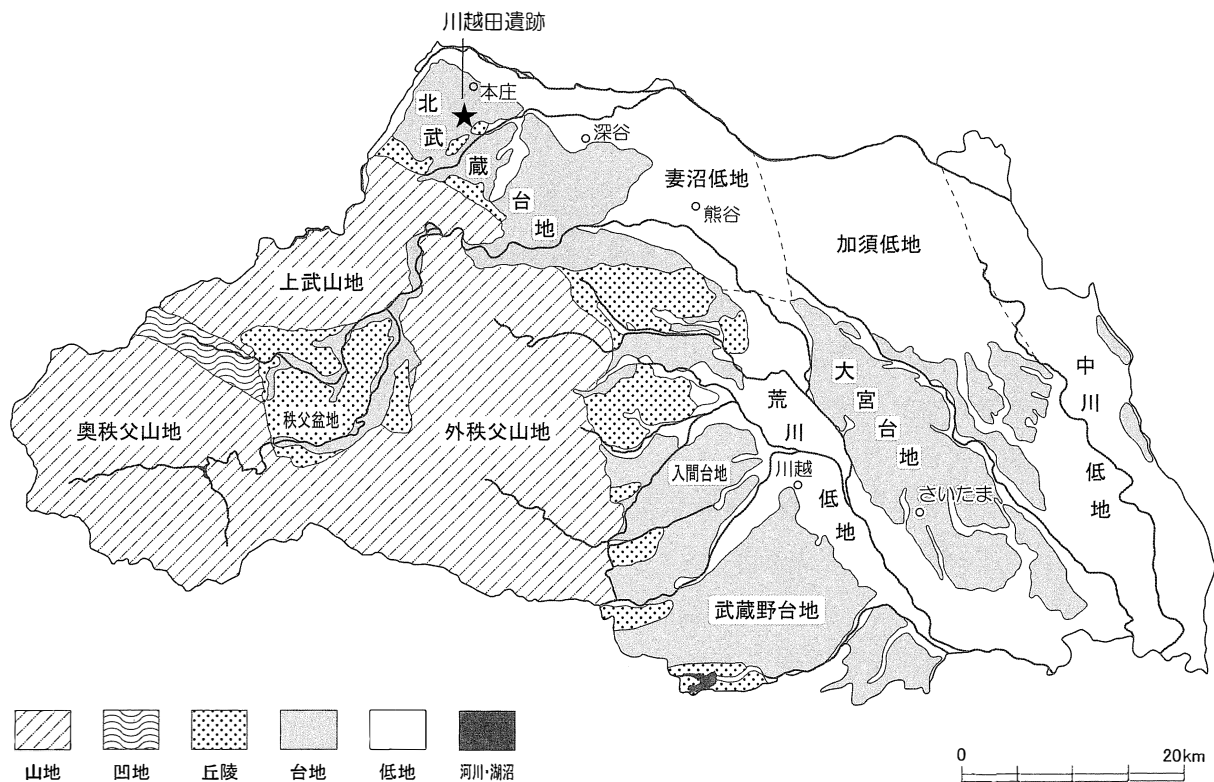 川越田遺跡
本庄
北武蔵台地
深谷
妻沼低地
熊谷
加須低地
上武山地
中川低地
大宮台地
荒川低地
秩父盆地
奥秩父山地
外秩父山地
入間台地
川越
さいたま
武蔵野台地
山地 凹地 丘陵 台地 低地 河川・湖沼
0 20km